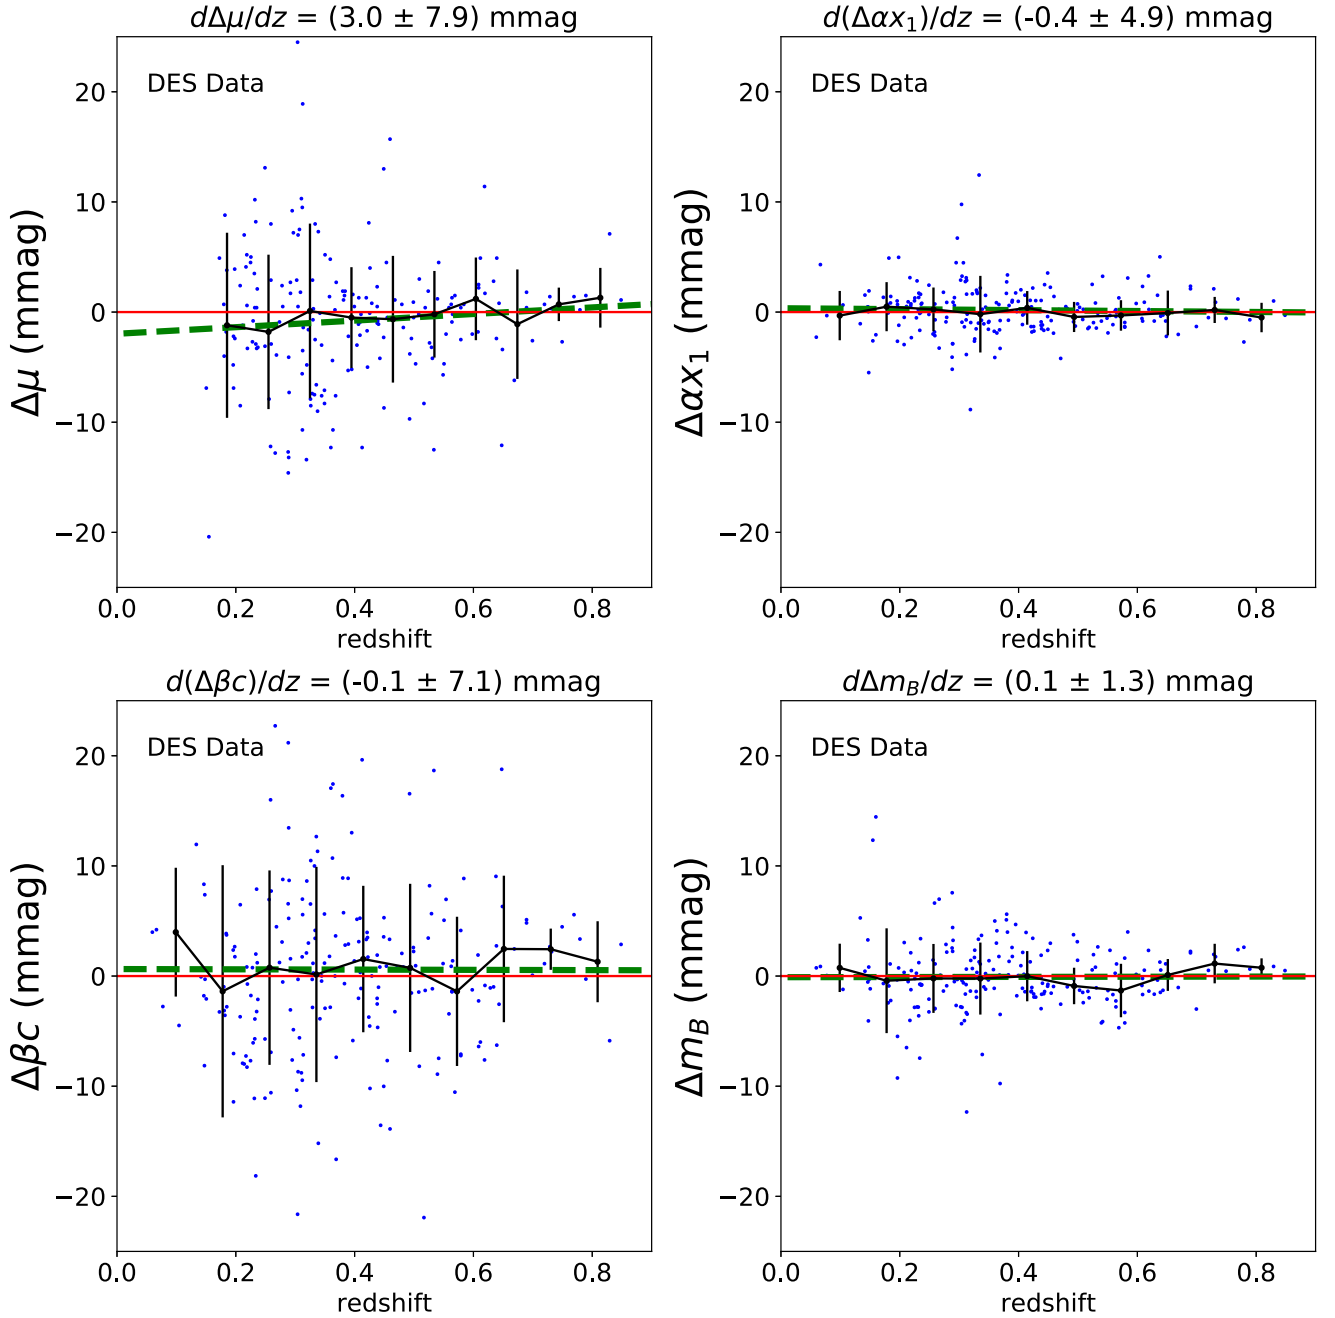 dΔμ/dz = (3.0 ± 7.9) mmag
DES Data
Δμ (mmag)
20
10
0
−10
−20
0.0 0.2 0.4 0.6 0.8
redshift
d(Δαx₁)/dz = (-0.4 ± 4.9) mmag
DES Data
Δαx₁ (mmag)
20
10
0
−10
−20
0.0 0.2 0.4 0.6 0.8
redshift
d(Δβc)/dz = (-0.1 ± 7.1) mmag
DES Data
Δβc (mmag)
20
10
0
−10
−20
0.0 0.2 0.4 0.6 0.8
redshift
dΔm_B/dz = (0.1 ± 1.3) mmag
DES Data
Δm_B (mmag)
20
10
0
−10
−20
0.0 0.2 0.4 0.6 0.8
redshift